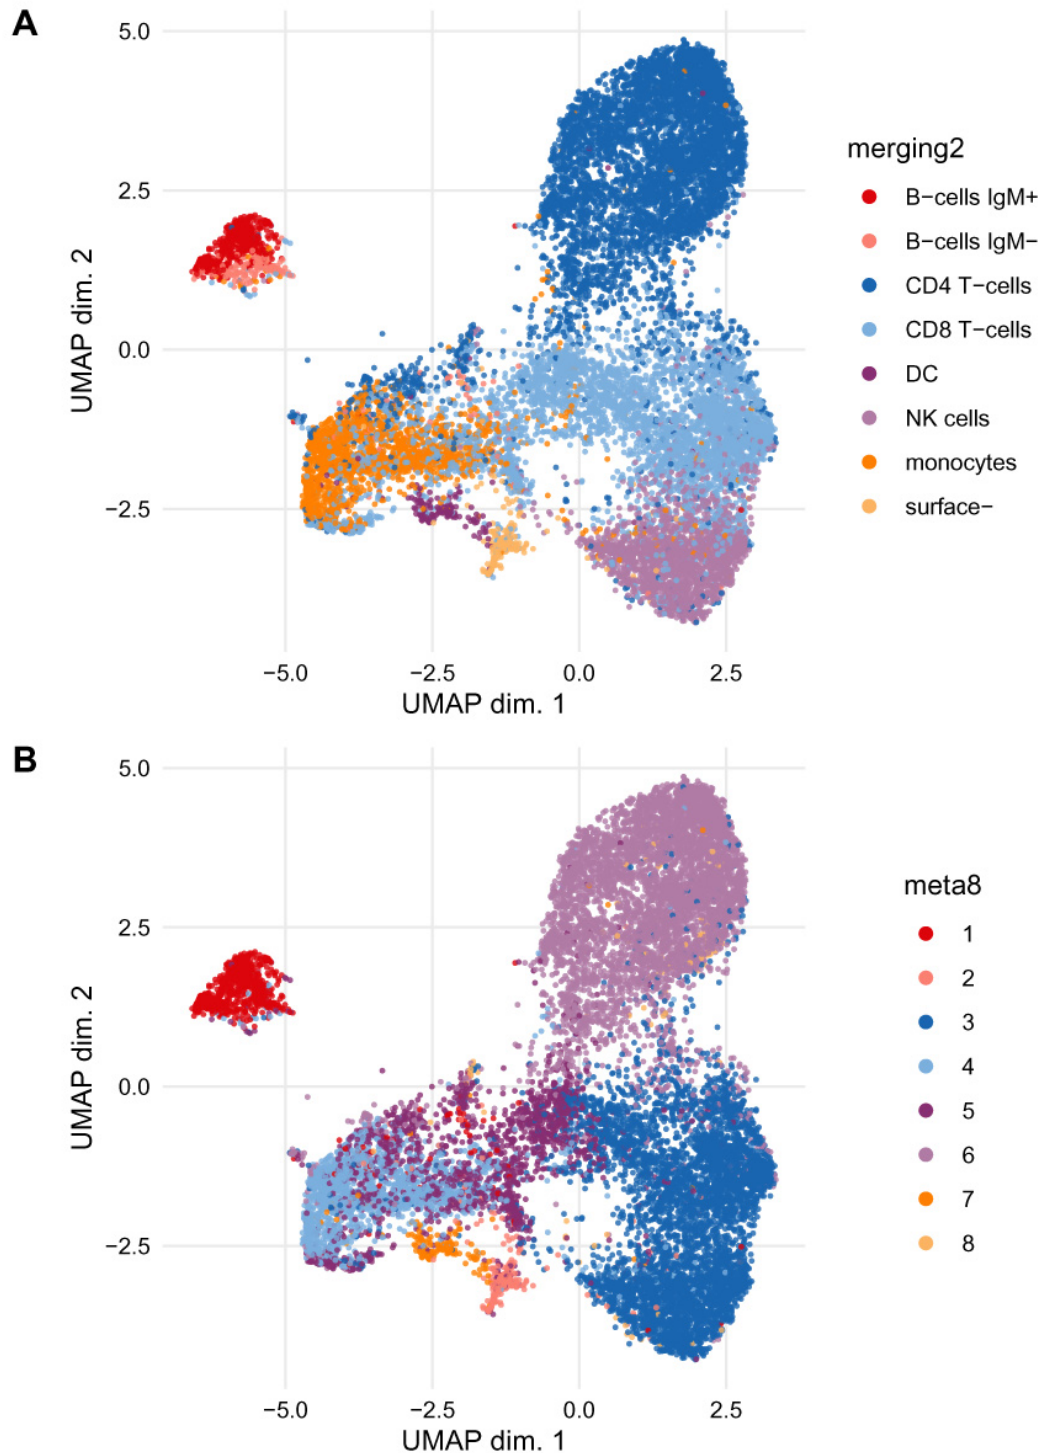 A
5.0
2.5
0.0
−2.5
UMAP dim. 2
−5.0
−2.5
0.0
2.5
UMAP dim. 1
merging2
B−cells IgM+
B−cells IgM−
CD4 T−cells
CD8 T−cells
DC
NK cells
monocytes
surface−
B
5.0
2.5
0.0
−2.5
UMAP dim. 2
−5.0
−2.5
0.0
2.5
UMAP dim. 1
meta8
1
2
3
4
5
6
7
8